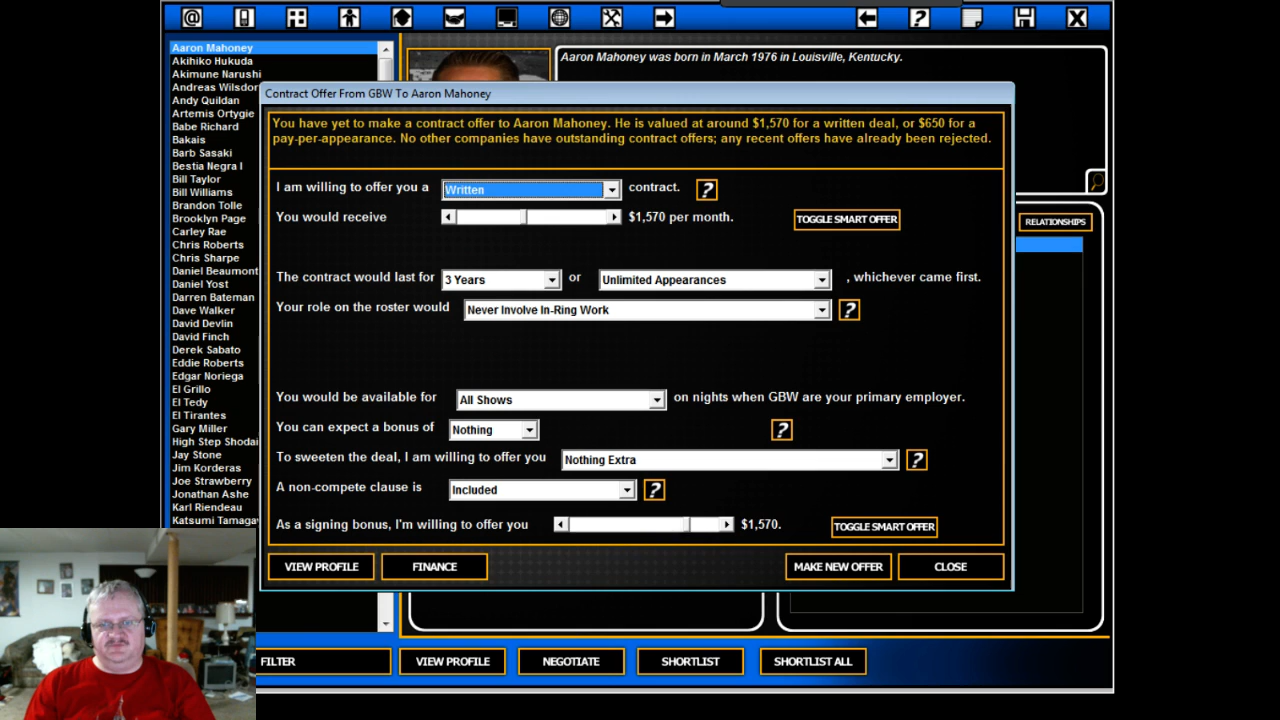 Aaron Mahoney was born in March 1976 in Louisville, Kentucky.
Aaron Mahoney
Akihiko Hukuda
Akimune Narushi
Andreas Wilsdor
Andy Quildan
Artemis Ortygie
Babe Richard
Bakais
Barb Sasaki
Bestia Negra I
Bill Taylor
Bill Williams
Brandon Tolle
Brooklyn Page
Carley Rae
Chris Roberts
Chris Sharpe
Daniel Beaumont
Daniel Yost
Darren Bateman
Dave Walker
David Devlin
David Finch
Derek Sabato
Eddie Roberts
Edgar Noriega
El Grillo
El Tedy
El Tirantes
Gary Miller
High Step Shodai
Jay Stone
Jim Korderas
Joe Strawberry
Jonathan Ashe
Karl Riendeau
Katsumi Tamaga
Contract Offer From GBW To Aaron Mahoney
You have yet to make a contract offer to Aaron Mahoney. He is valued at around $1,570 for a written deal, or $650 for a
pay-per-appearance. No other companies have outstanding contract offers; any recent offers have already been rejected.
I am willing to offer you a Written contract. ?
You would receive $1,570 per month. TOGGLE SMART OFFER
The contract would last for 3 Years or Unlimited Appearances , whichever came first.
Your role on the roster would Never Involve In-Ring Work ?
You would be available for All Shows on nights when GBW are your primary employer.
You can expect a bonus of Nothing ?
To sweeten the deal, I am willing to offer you Nothing Extra ?
A non-compete clause is Included ?
As a signing bonus, I'm willing to offer you $1,570. TOGGLE SMART OFFER
VIEW PROFILE FINANCE MAKE NEW OFFER CLOSE
RELATIONSHIPS
FILTER VIEW PROFILE NEGOTIATE SHORTLIST SHORTLIST ALL